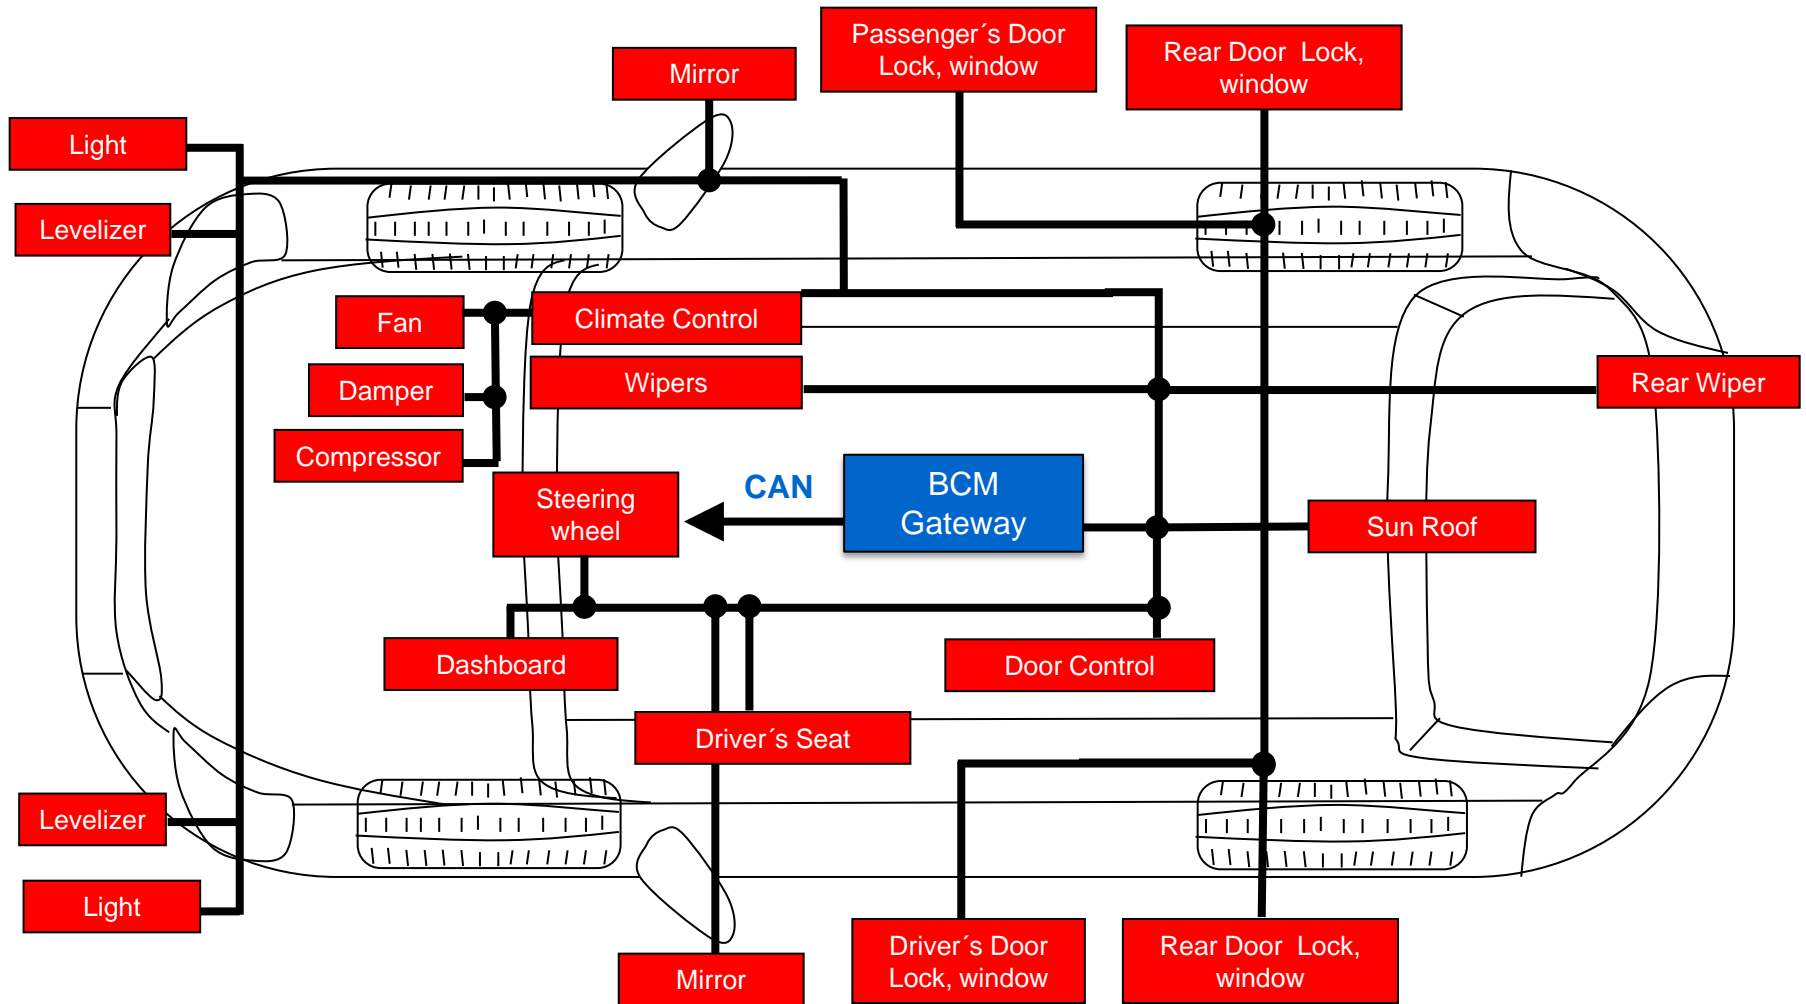 Passenger´s Door
Lock, window
Rear Door  Lock,
window
Mirror
Light
Levelizer
Fan
Climate Control
Damper
Wipers
Rear Wiper
Compressor
Steering
wheel
CAN
BCM
Gateway
Sun Roof
Dashboard
Door Control
Driver´s Seat
Levelizer
Light
Mirror
Driver´s Door
Lock, window
Rear Door  Lock,
window